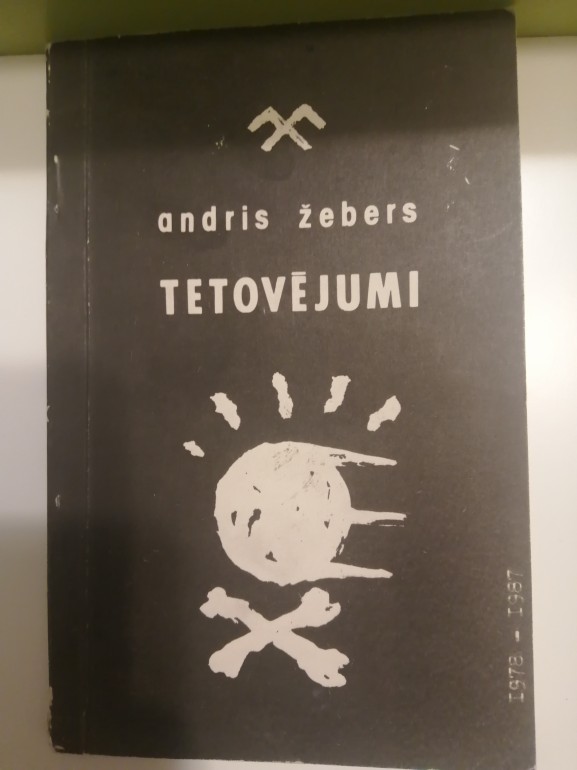 andris žebers
TETOVĒJUMI
1978 - 1987